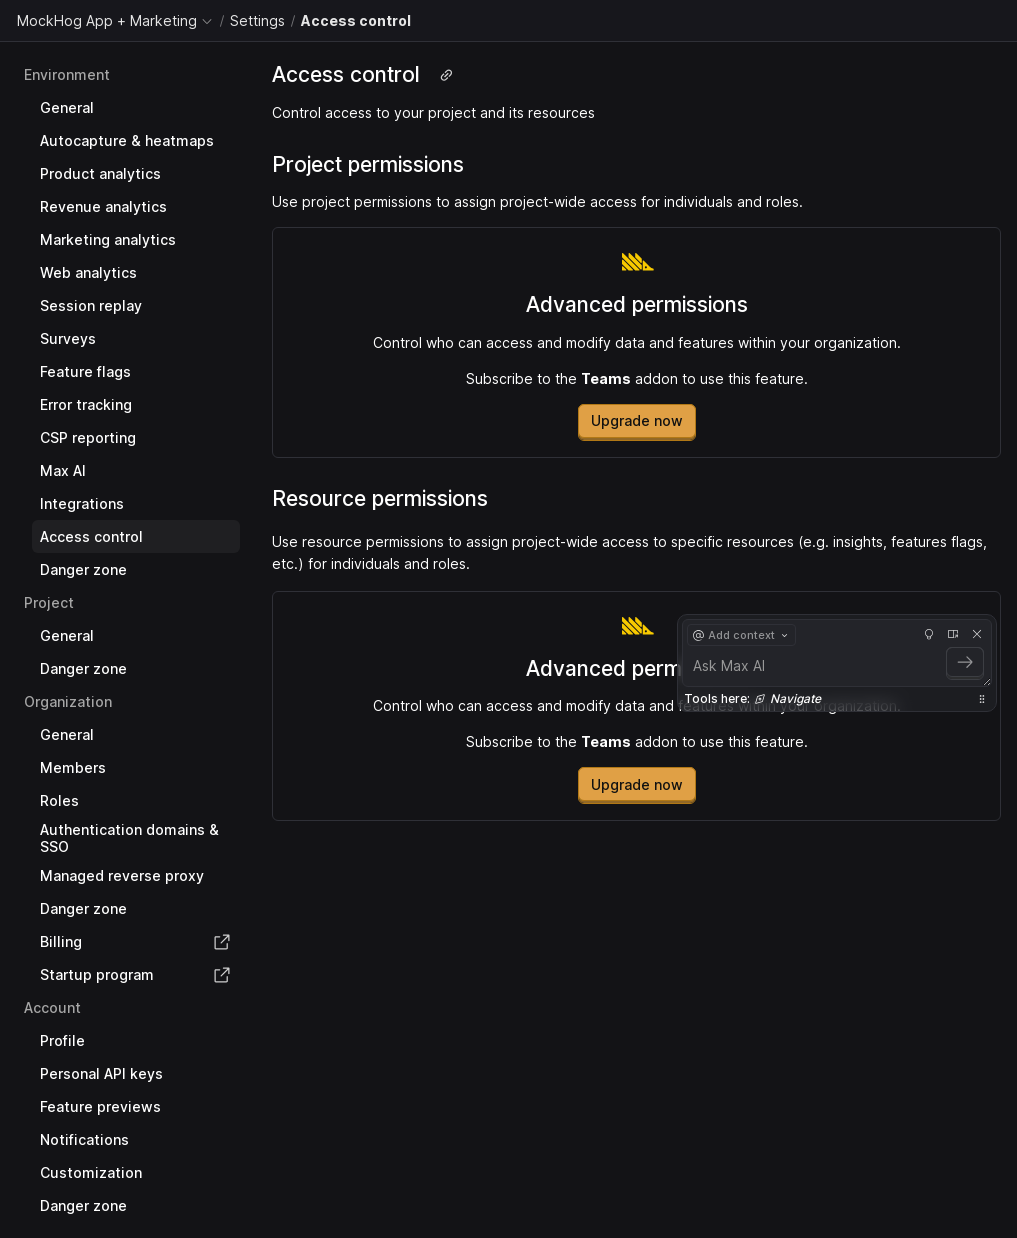 MockHog App + Marketing / Settings / Access control
Environment
General
Autocapture & heatmaps
Product analytics
Revenue analytics
Marketing analytics
Web analytics
Session replay
Surveys
Feature flags
Error tracking
CSP reporting
Max AI
Integrations
Access control
Danger zone
Project
General
Danger zone
Organization
General
Members
Roles
Authentication domains &
SSO
Managed reverse proxy
Danger zone
Billing
Startup program
Account
Profile
Personal API keys
Feature previews
Notifications
Customization
Danger zone
Access control
Control access to your project and its resources
Project permissions
Use project permissions to assign project-wide access for individuals and roles.
Advanced permissions
Control who can access and modify data and features within your organization.
Subscribe to the Teams addon to use this feature.
Upgrade now
Resource permissions
Use resource permissions to assign project-wide access to specific resources (e.g. insights, features flags,
etc.) for individuals and roles.
Advanced perm
Control who can access and modify data and features within your organization.
Subscribe to the Teams addon to use this feature.
Upgrade now
@ Add context
Ask Max AI
Tools here: Navigate